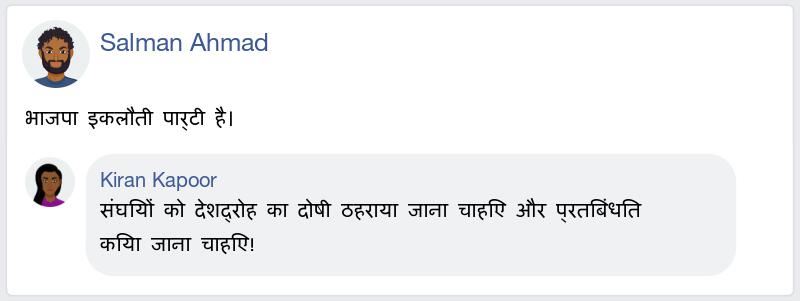 Salman Ahmad
भाजपा इकलौती पार्टी है।
Kiran Kapoor
संघियों को देशद्रोह का दोषी ठहराया जाना चाहिए और प्रतिबंधित
किया जाना चाहिए!